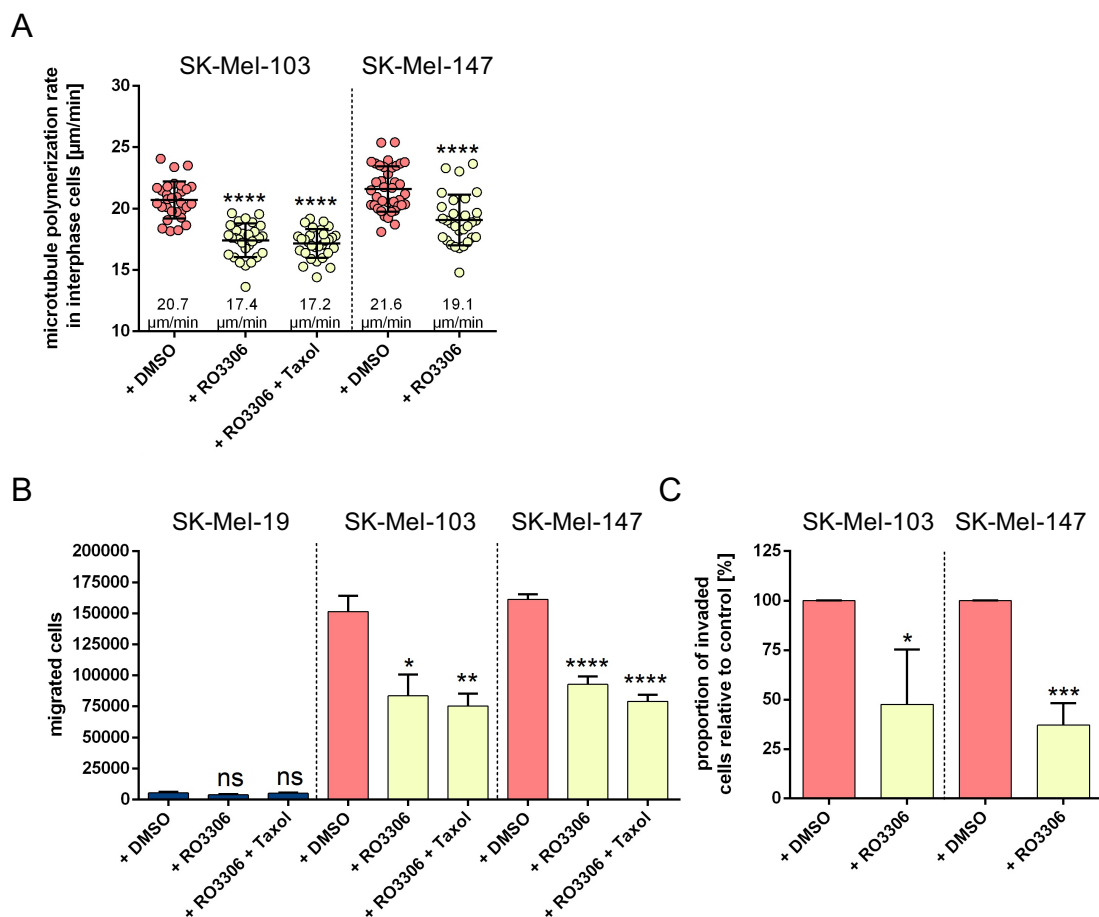 A
SK-Mel-103
SK-Mel-147
microtubule polymerization rate
in interphase cells [µm/min]
30
25
20
15
10
****
****
****
20.7
µm/min
17.4
µm/min
17.2
µm/min
21.6
µm/min
19.1
µm/min
+ DMSO
+ RO3306
+ RO3306 + Taxol
+ DMSO
+ RO3306
B
SK-Mel-19
SK-Mel-103
SK-Mel-147
migrated cells
200000
175000
150000
125000
100000
75000
50000
25000
0
ns
ns
*
**
****
****
+ DMSO
+ RO3306
+ RO3306 + Taxol
+ DMSO
+ RO3306
+ RO3306 + Taxol
+ DMSO
+ RO3306
+ RO3306 + Taxol
C
SK-Mel-103
SK-Mel-147
proportion of invaded
cells relative to control [%]
125
100
75
50
25
0
*
***
+ DMSO
+ RO3306
+ DMSO
+ RO3306